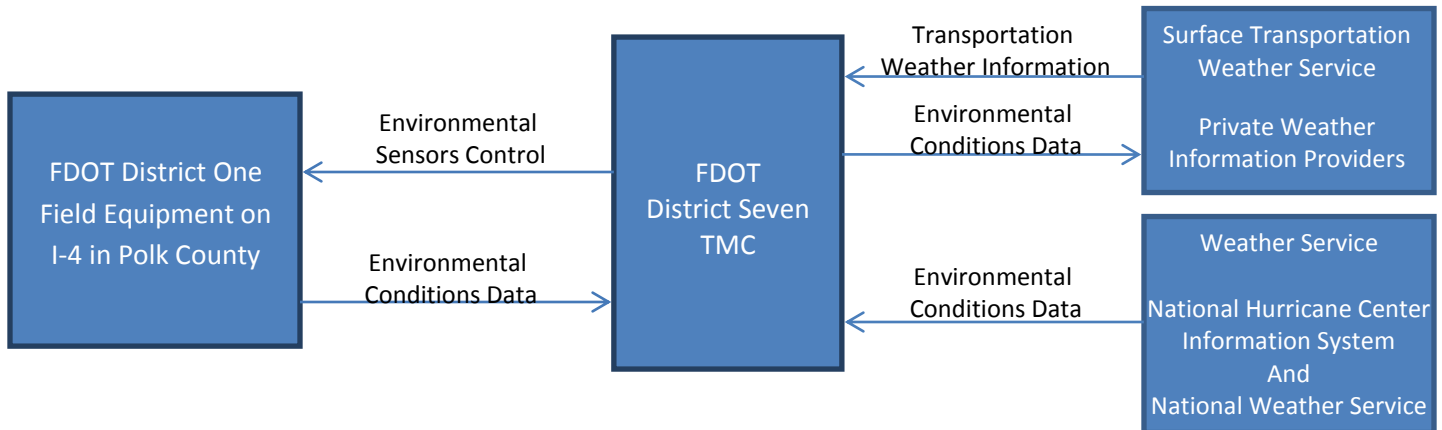 FDOT District One
Field Equipment on
I-4 in Polk County
Environmental
Sensors Control
Environmental
Conditions Data
FDOT
District Seven
TMC
Transportation
Weather Information
Environmental
Conditions Data
Environmental
Conditions Data
Surface Transportation
Weather Service
Private Weather
Information Providers
Weather Service
National Hurricane Center
Information System
And
National Weather Service